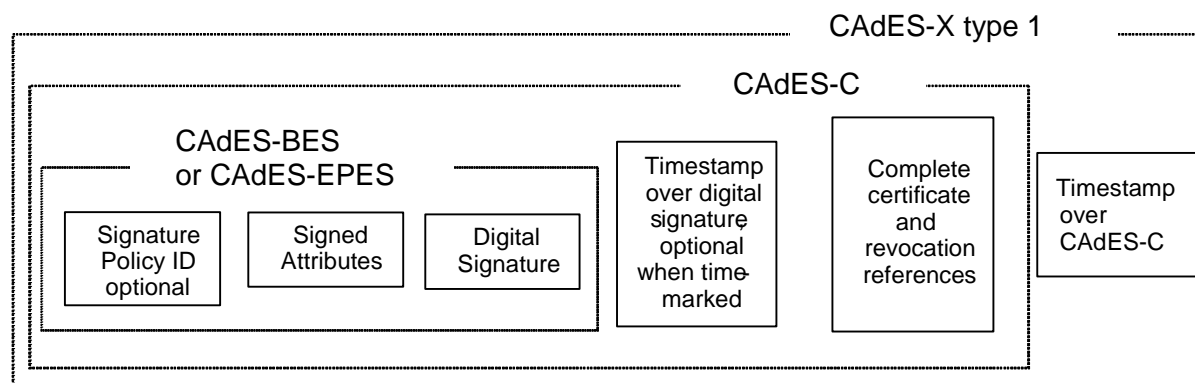 CAdES-X type 1
CAdES-C
CAdES-BES
or CAdES-EPES
Signature
Policy ID
optional
Signed
Attributes
Digital
Signature
Timestamp
over digital
signature,
optional
when time-
marked
Complete
certificate
and
revocation
references
Timestamp
over
CAdES-C